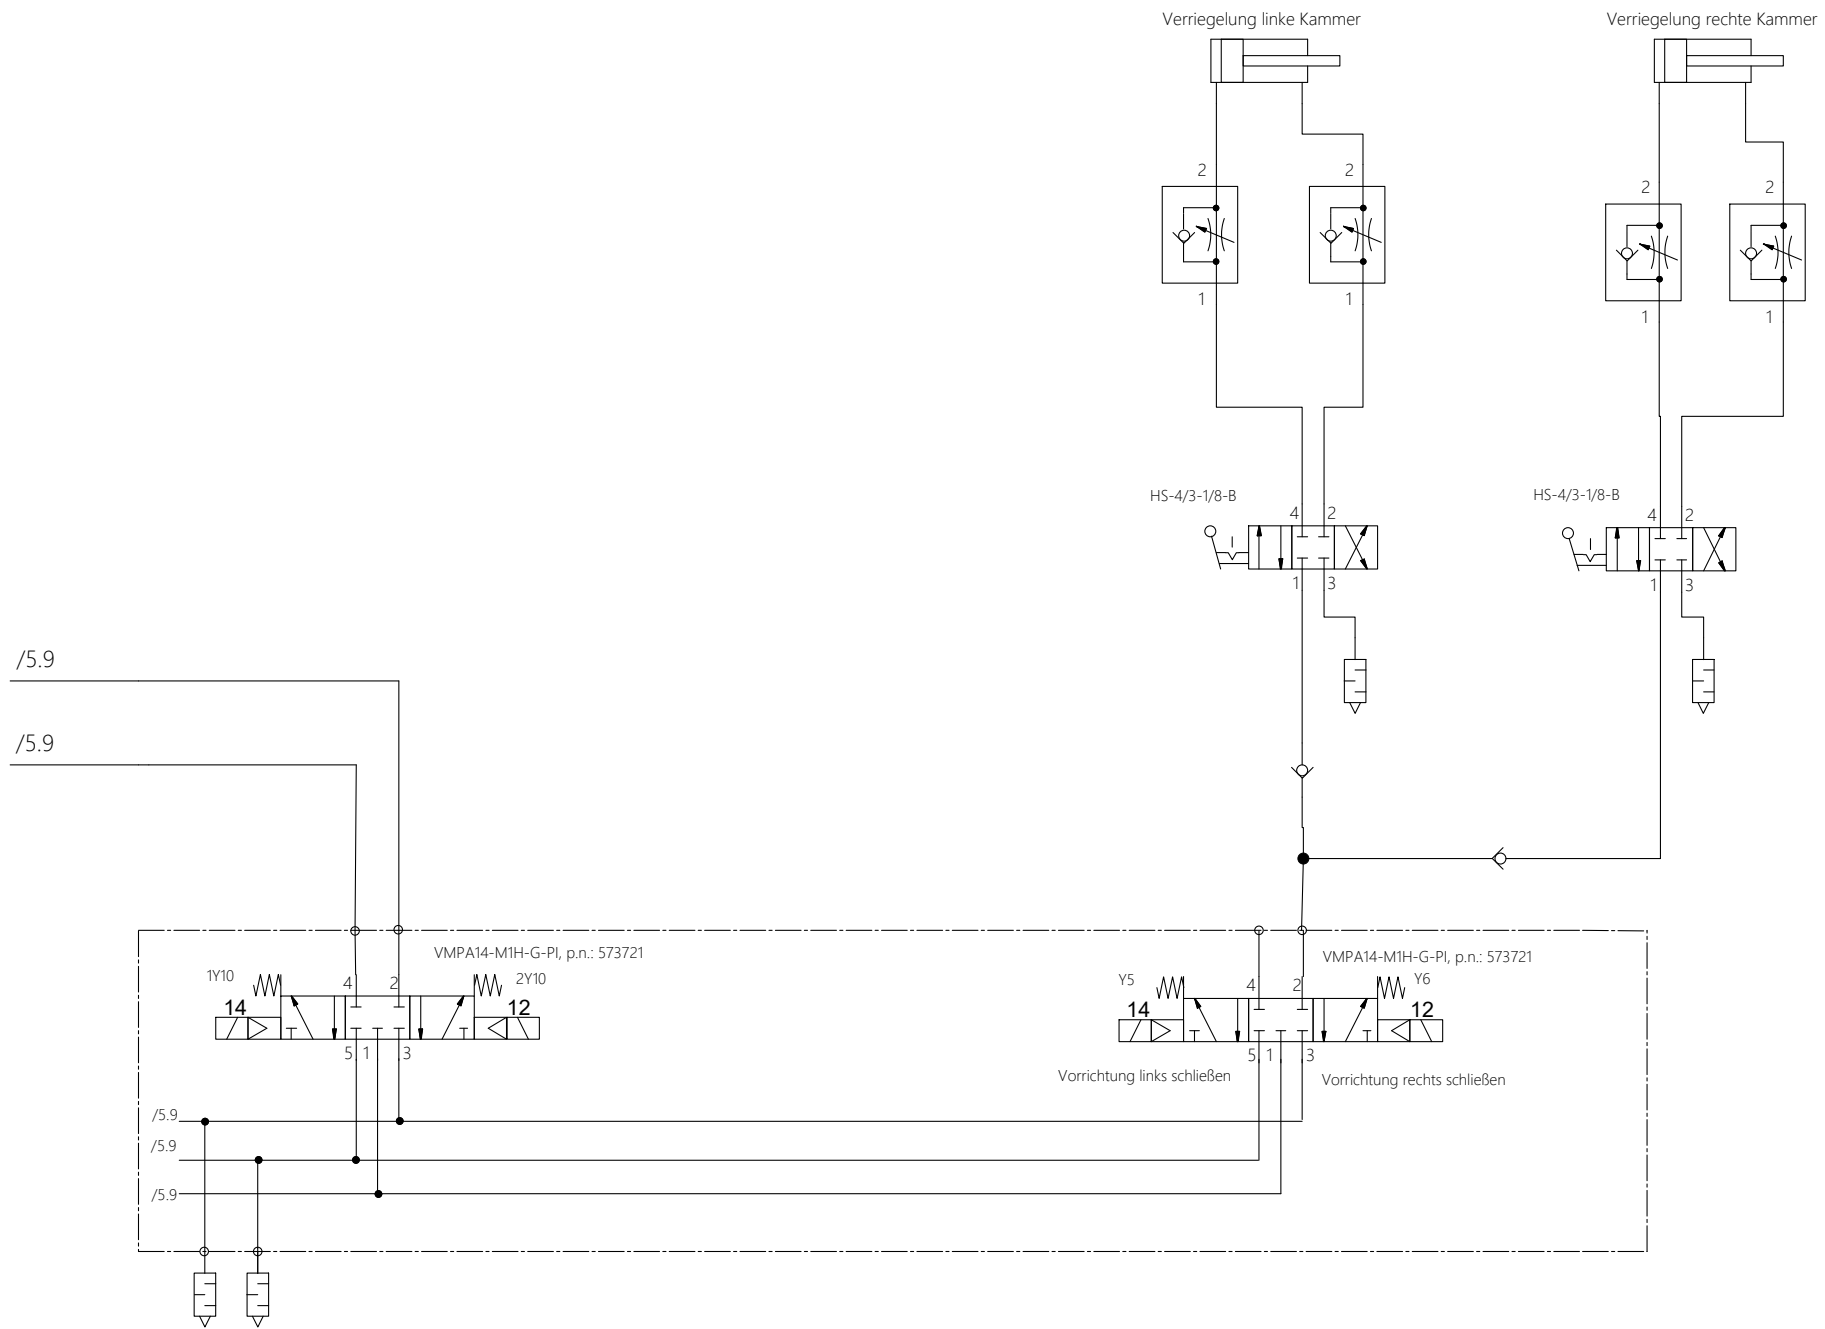 Verriegelung linke Kammer
Verriegelung rechte Kammer
2
2
2
2
1
1
1
1
HS-4/3-1/8-B
HS-4/3-1/8-B
4
2
4
2
1
3
1
3
/5.9
/5.9
VMPA14-M1H-G-PI, p.n.: 573721
VMPA14-M1H-G-PI, p.n.: 573721
1Y10
4
2
2Y10
Y5
4
2
Y6
14
12
14
12
5
1
3
5
1
3
Vorrichtung links schließen
Vorrichtung rechts schließen
/5.9
/5.9
/5.9